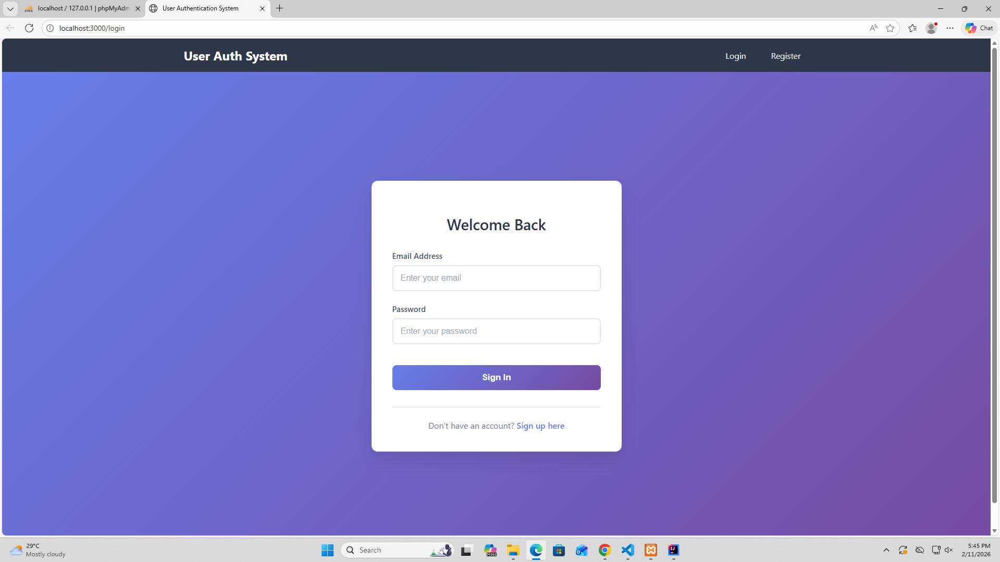 localhost / 127.0.0.1 | phpMyAdm
User Authentication System
localhost:3000/login
Chat
User Auth System
Login
Register
Welcome Back
Email Address
Enter your email
Password
Enter your password
Sign In
Don't have an account? Sign up here
29°C
Mostly cloudy
Search
M365
5:45 PM
2/11/2026